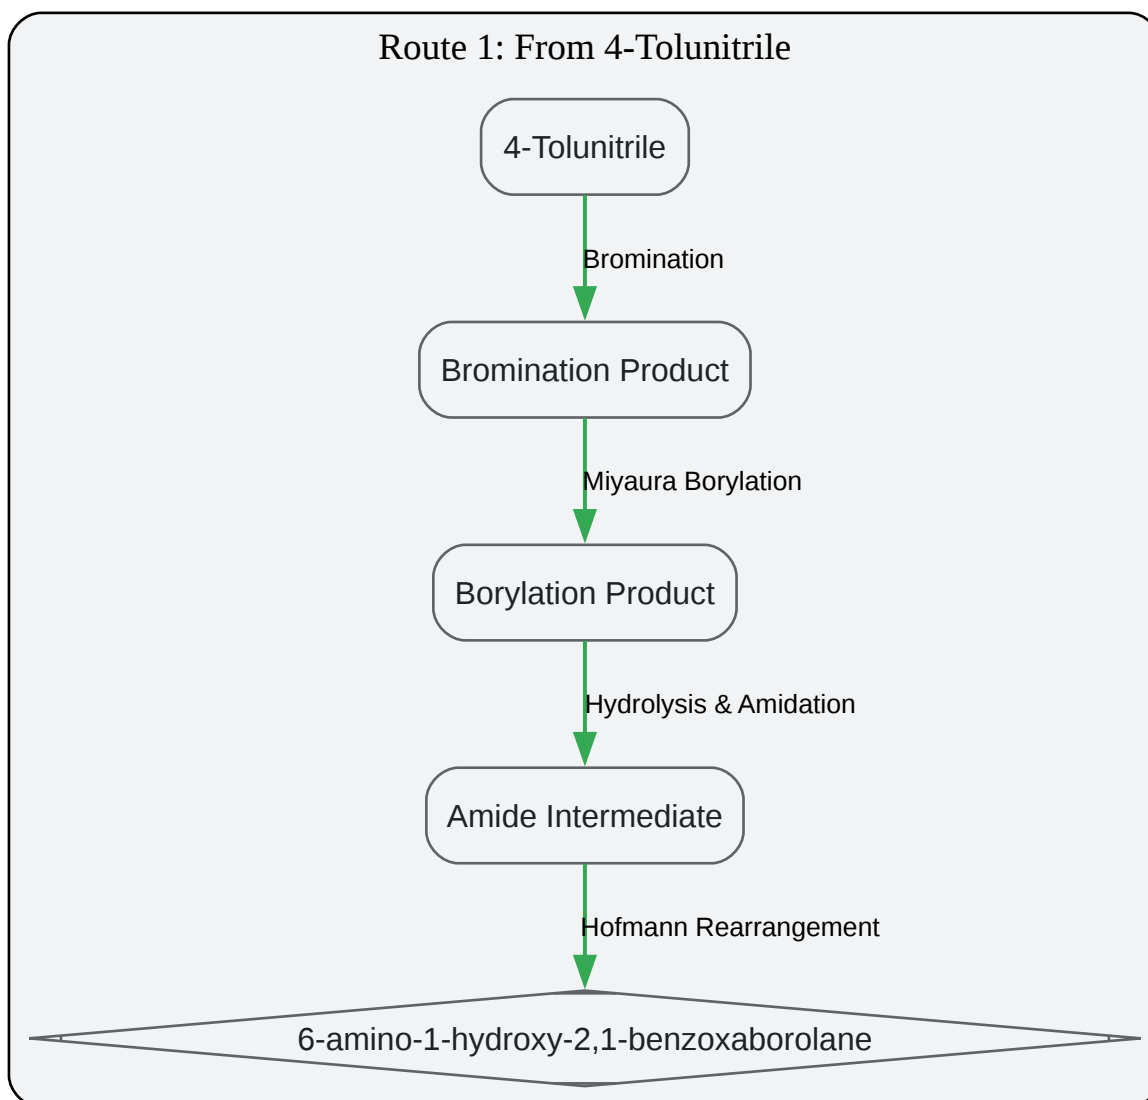 Route 1: From 4-Tolunitrile
4-Tolunitrile
Bromination
Bromination Product
Miyaura Borylation
Borylation Product
Hydrolysis & Amidation
Amide Intermediate
Hofmann Rearrangement
6-amino-1-hydroxy-2,1-benzoxaborolane